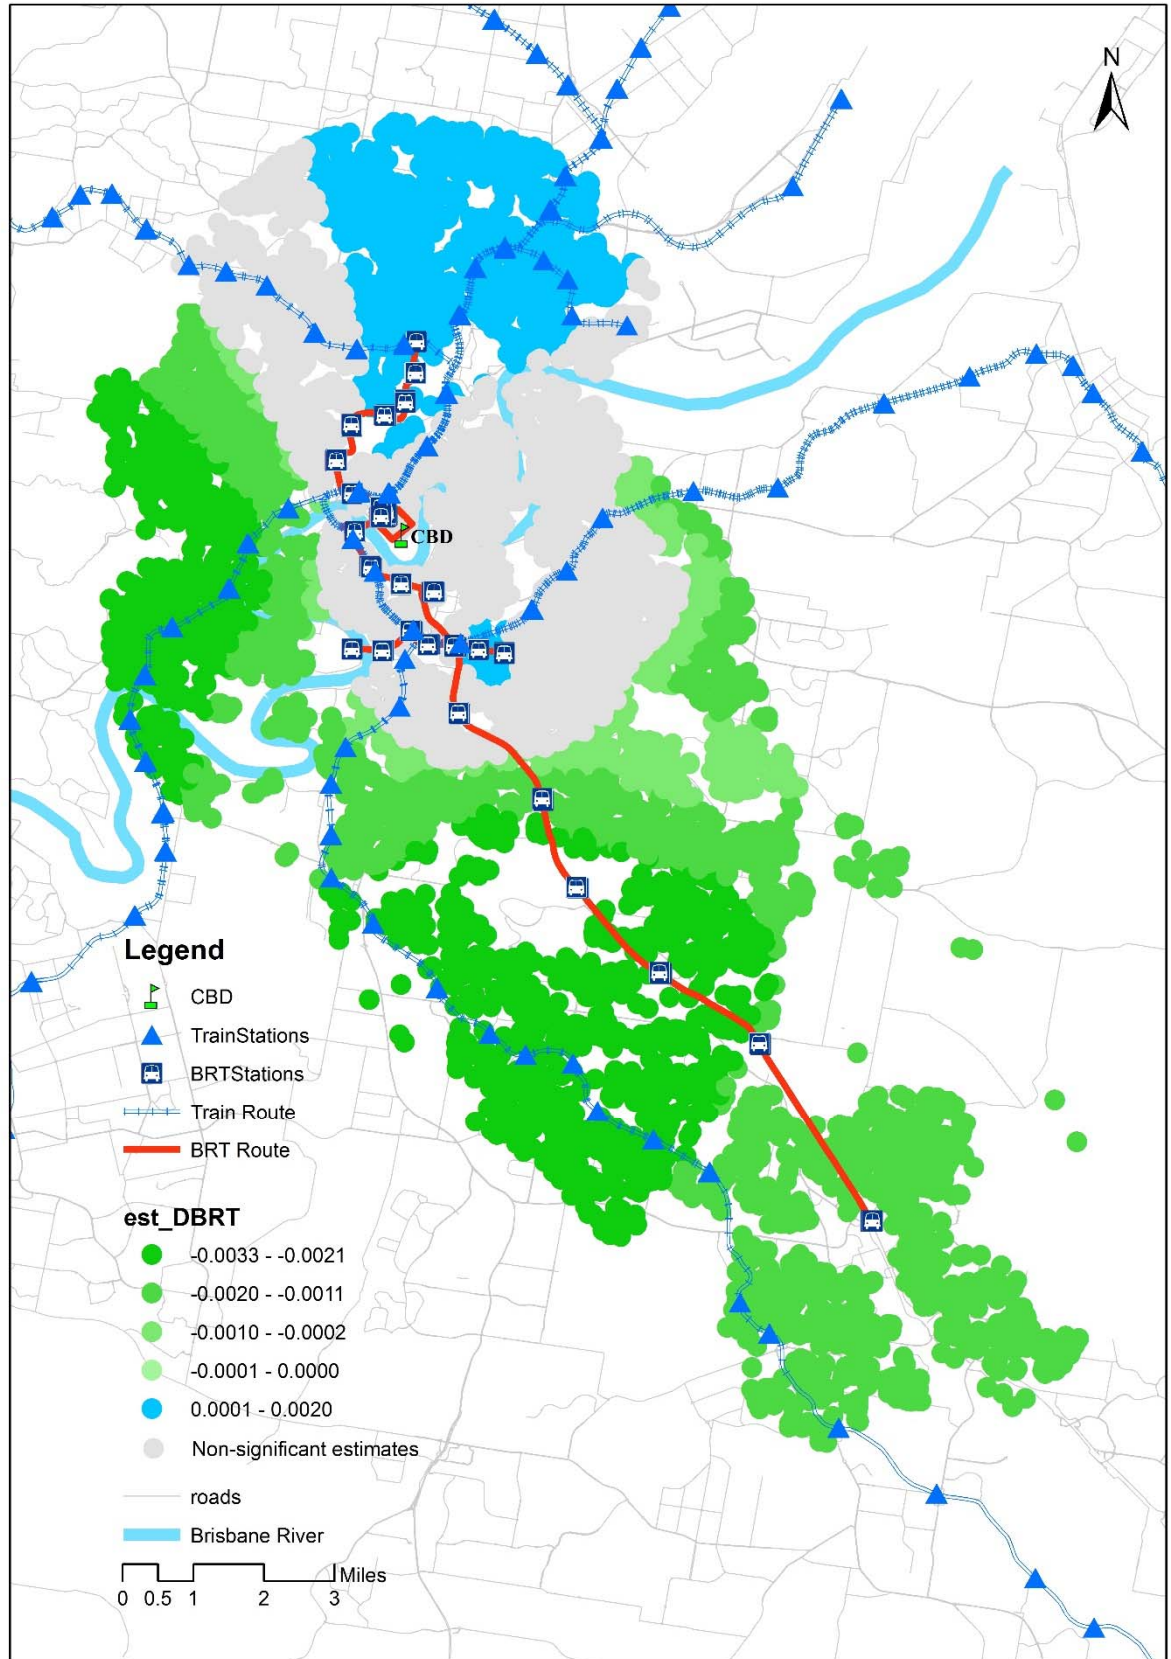 N
CBD
Legend
CBD
TrainStations
BRTStations
Train Route
BRT Route
est_DBRT
-0.0033 - -0.0021
-0.0020 - -0.0011
-0.0010 - -0.0002
-0.0001 - 0.0000
0.0001 - 0.0020
Non-significant estimates
roads
Brisbane River
Miles
0 0.5 1 2 3